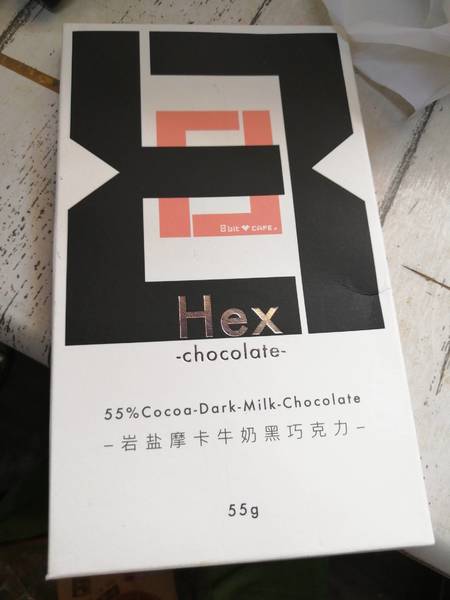 8bit♥CAFE.
Hex
-chocolate-
55%Cocoa-Dark-Milk-Chocolate
–岩盐摩卡牛奶黑巧克力–
55g